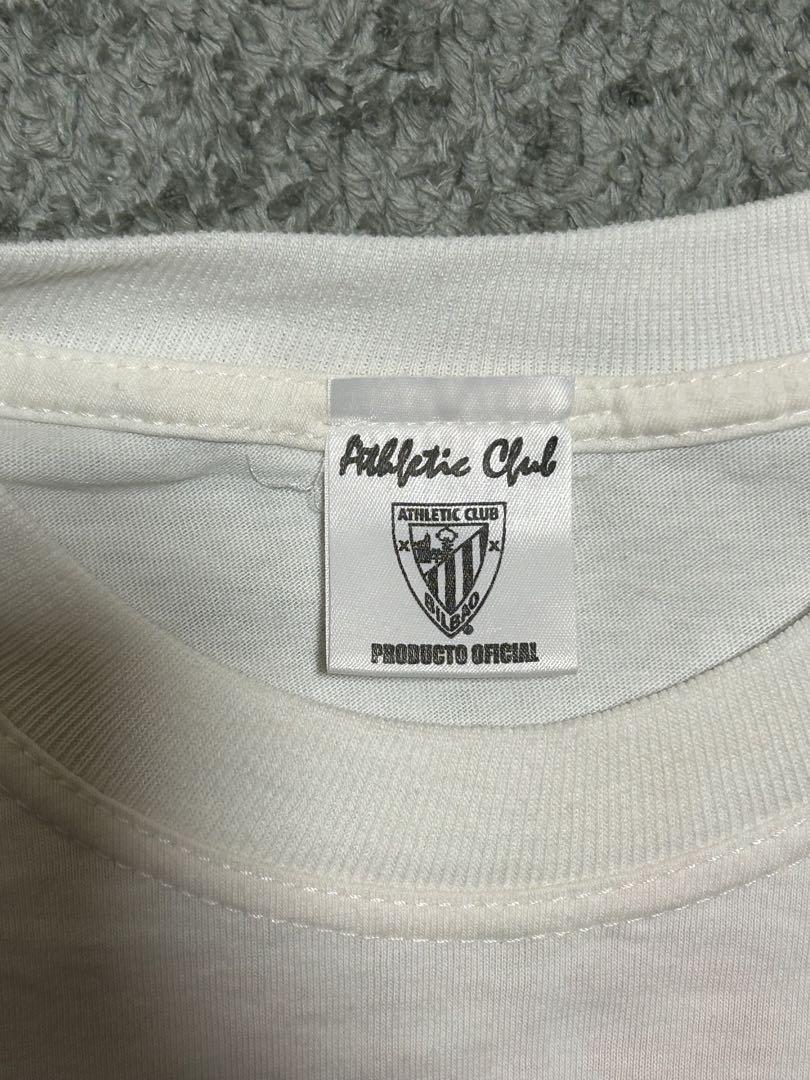 Athletic Club
ATHLETIC CLUB
X X
BILBAO
®
PRODUCTO OFICIAL